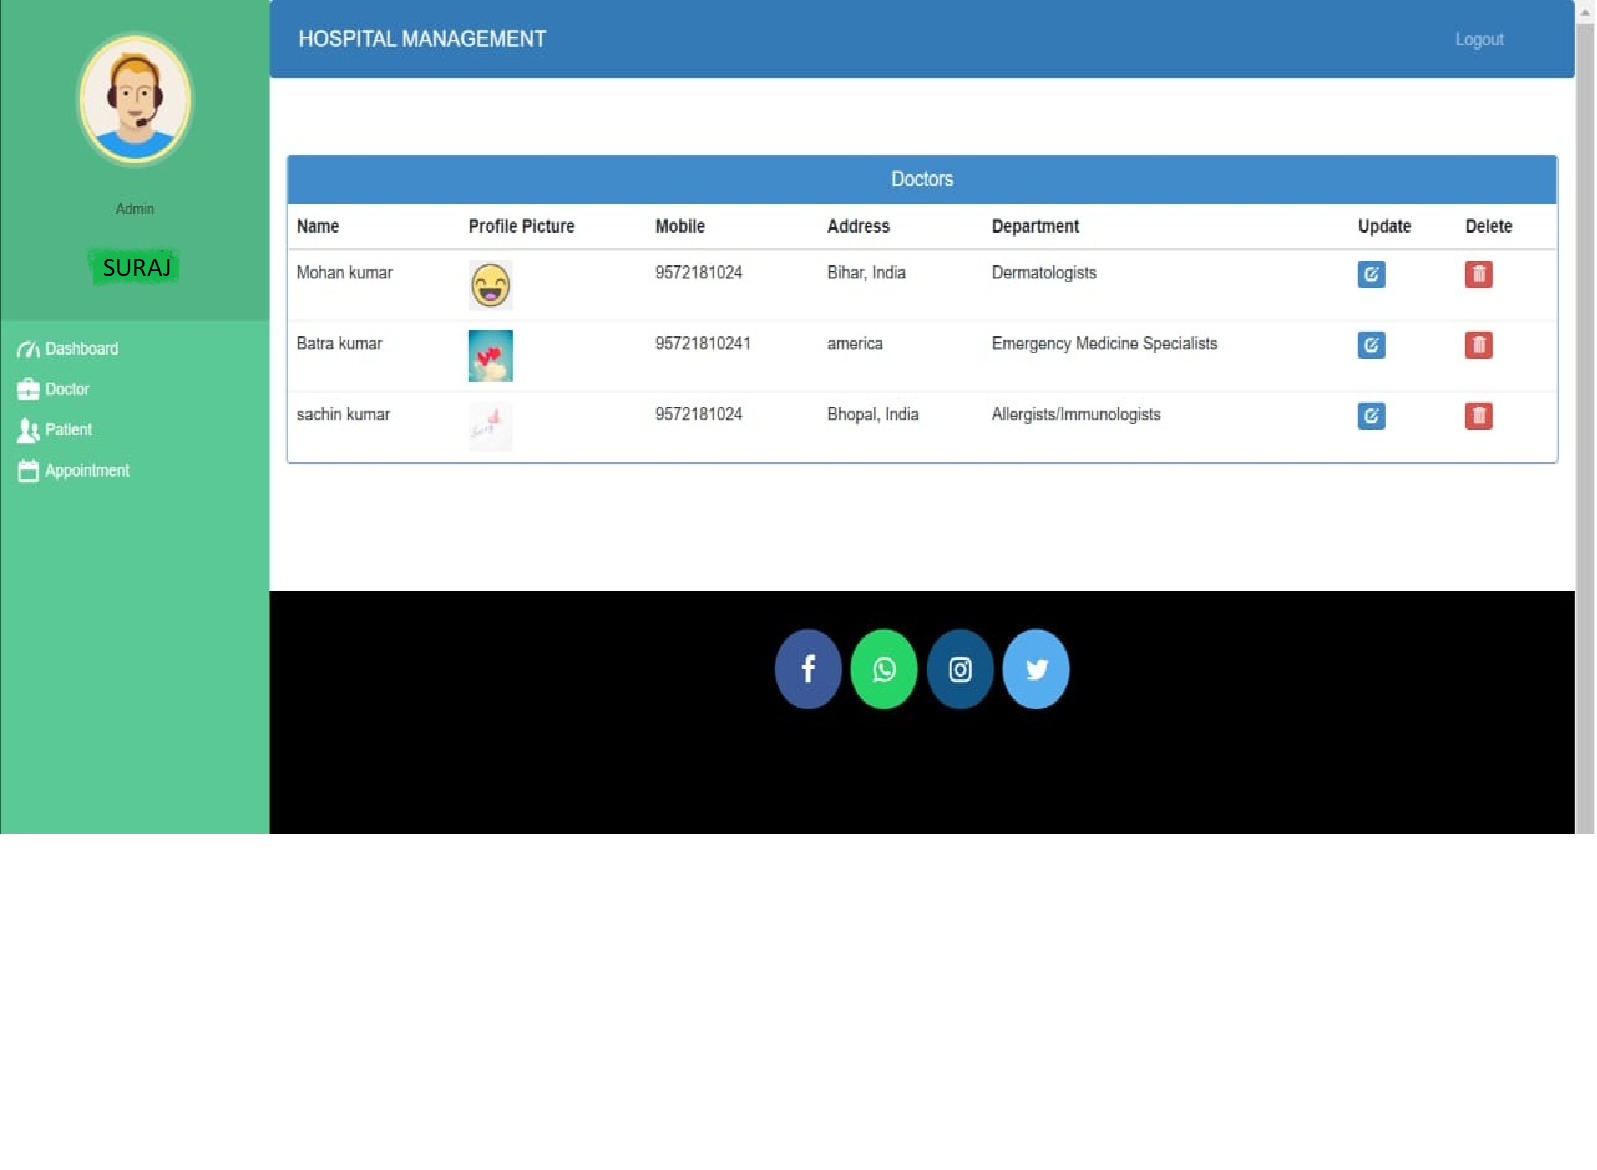 Admin
SURAJ
Dashboard
Doctor
Patient
Appointment
HOSPITAL MANAGEMENT
Logout
Doctors
Name Profile Picture Mobile Address Department Update Delete
Mohan kumar 9572181024 Bihar, India Dermatologists
Batra kumar 95721810241 america Emergency Medicine Specialists
sachin kumar 9572181024 Bhopal, India Allergists/Immunologists